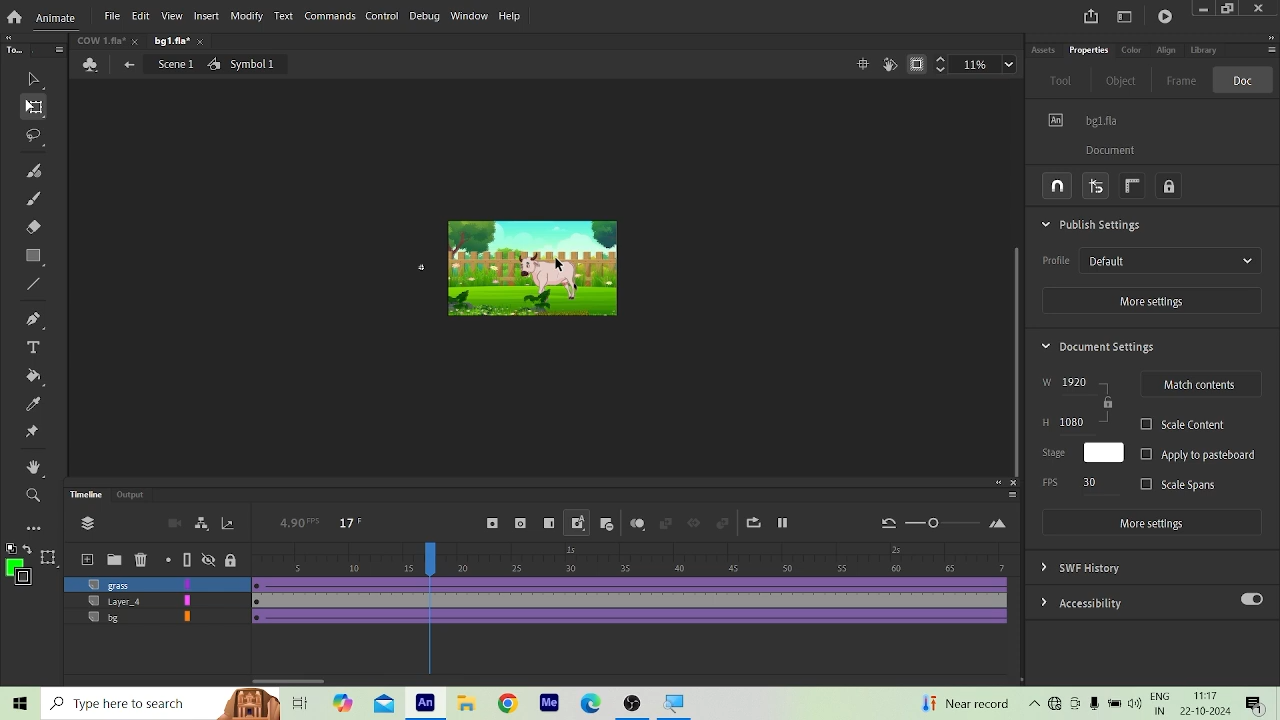 Animate File Edit View Insert Modify Text Commands Control Debug Window Help
COW 1.fla* bg1.fla*
To...
Scene 1 Symbol 1 11%
Assets Properties Color Align Library
Tool Object Frame Doc
An bg1.fla
Document
Publish Settings
Profile Default
More settings
Document Settings
W 1920 Match contents
H 1080 Scale Content
Stage Apply to pasteboard
FPS 30 Scale Spans
More settings
SWF History
Accessibility
Timeline Output
4.90 FPS 17 F
1s 2s
5 10 15 20 25 30 35 40 45 50 55 60 65 7
grass
Layer_4
bg
Type here to search An Me Near record ENG IN 11:17 22-10-2024 1